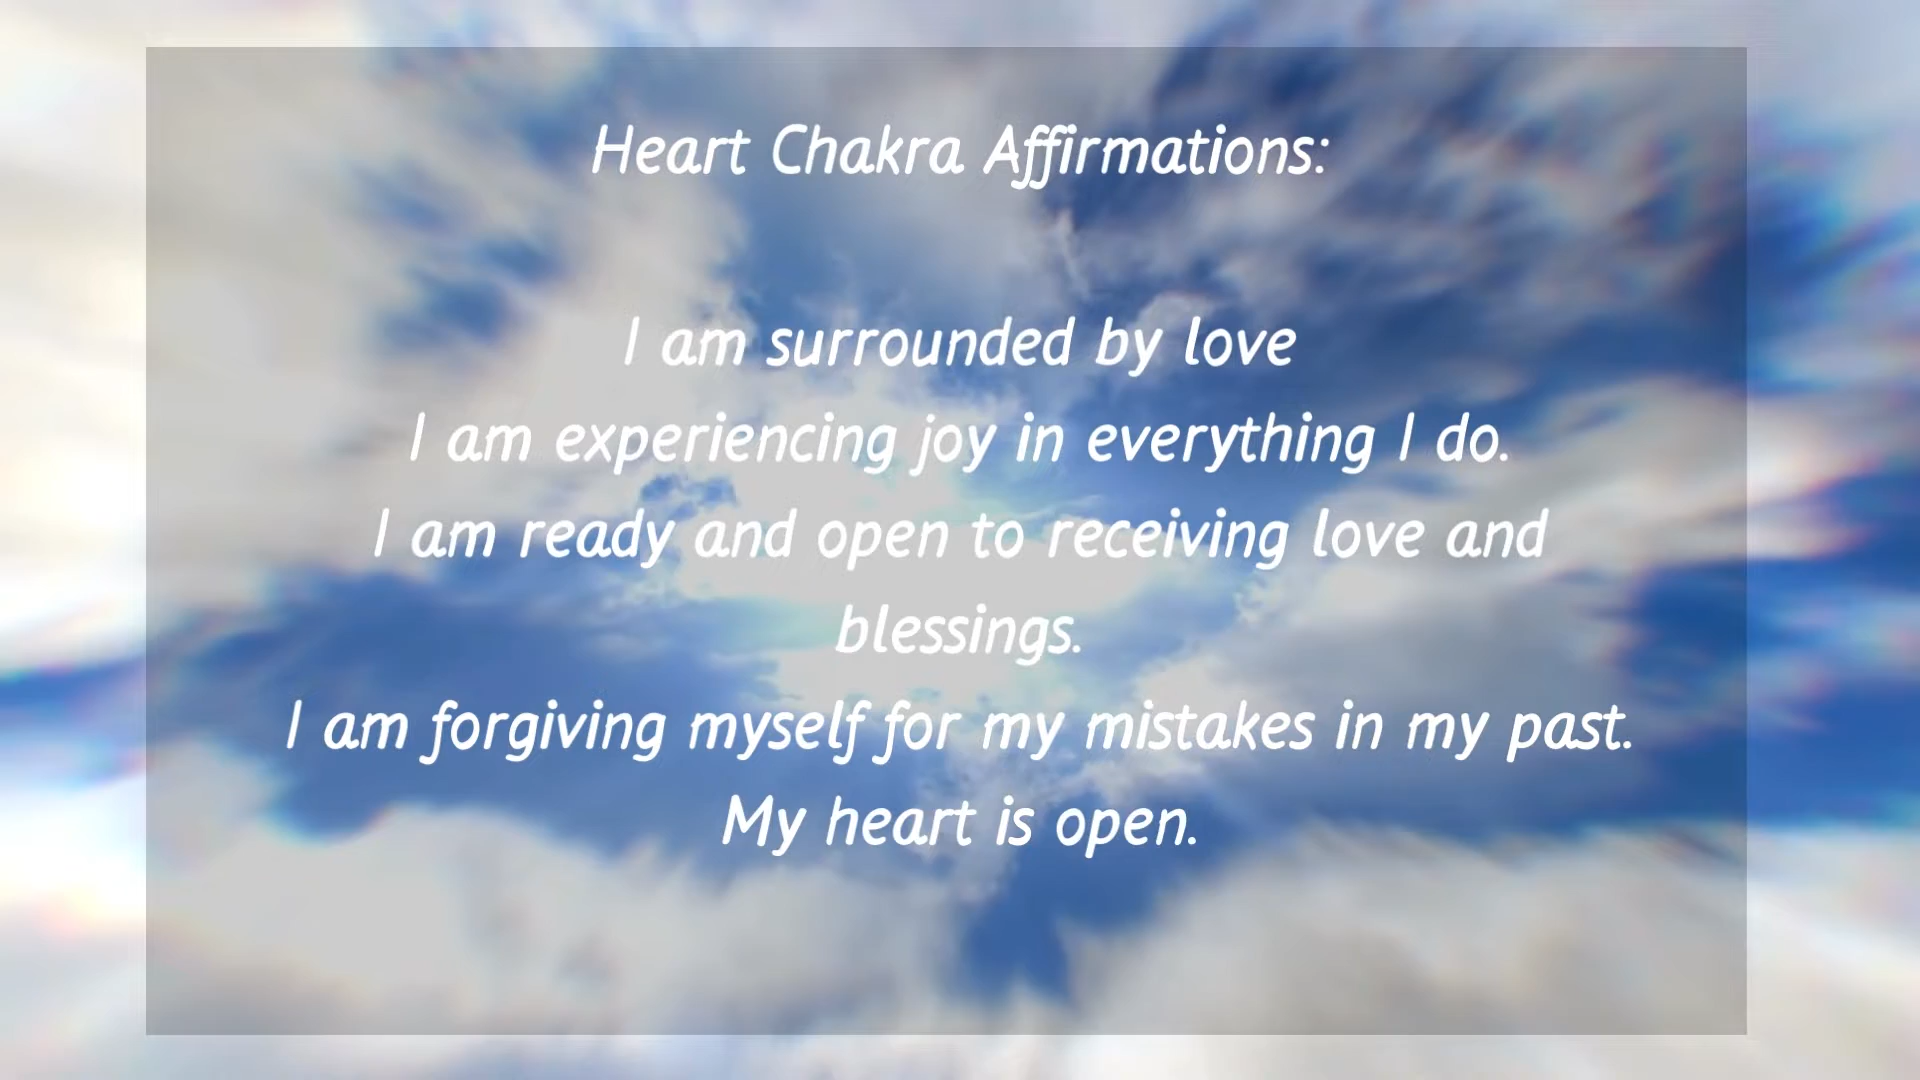 Heart Chakra Affirmations:
I am surrounded by love
I am experiencing joy in everything I do.
I am ready and open to receiving love and
blessings.
I am forgiving myself for my mistakes in my past.
My heart is open.